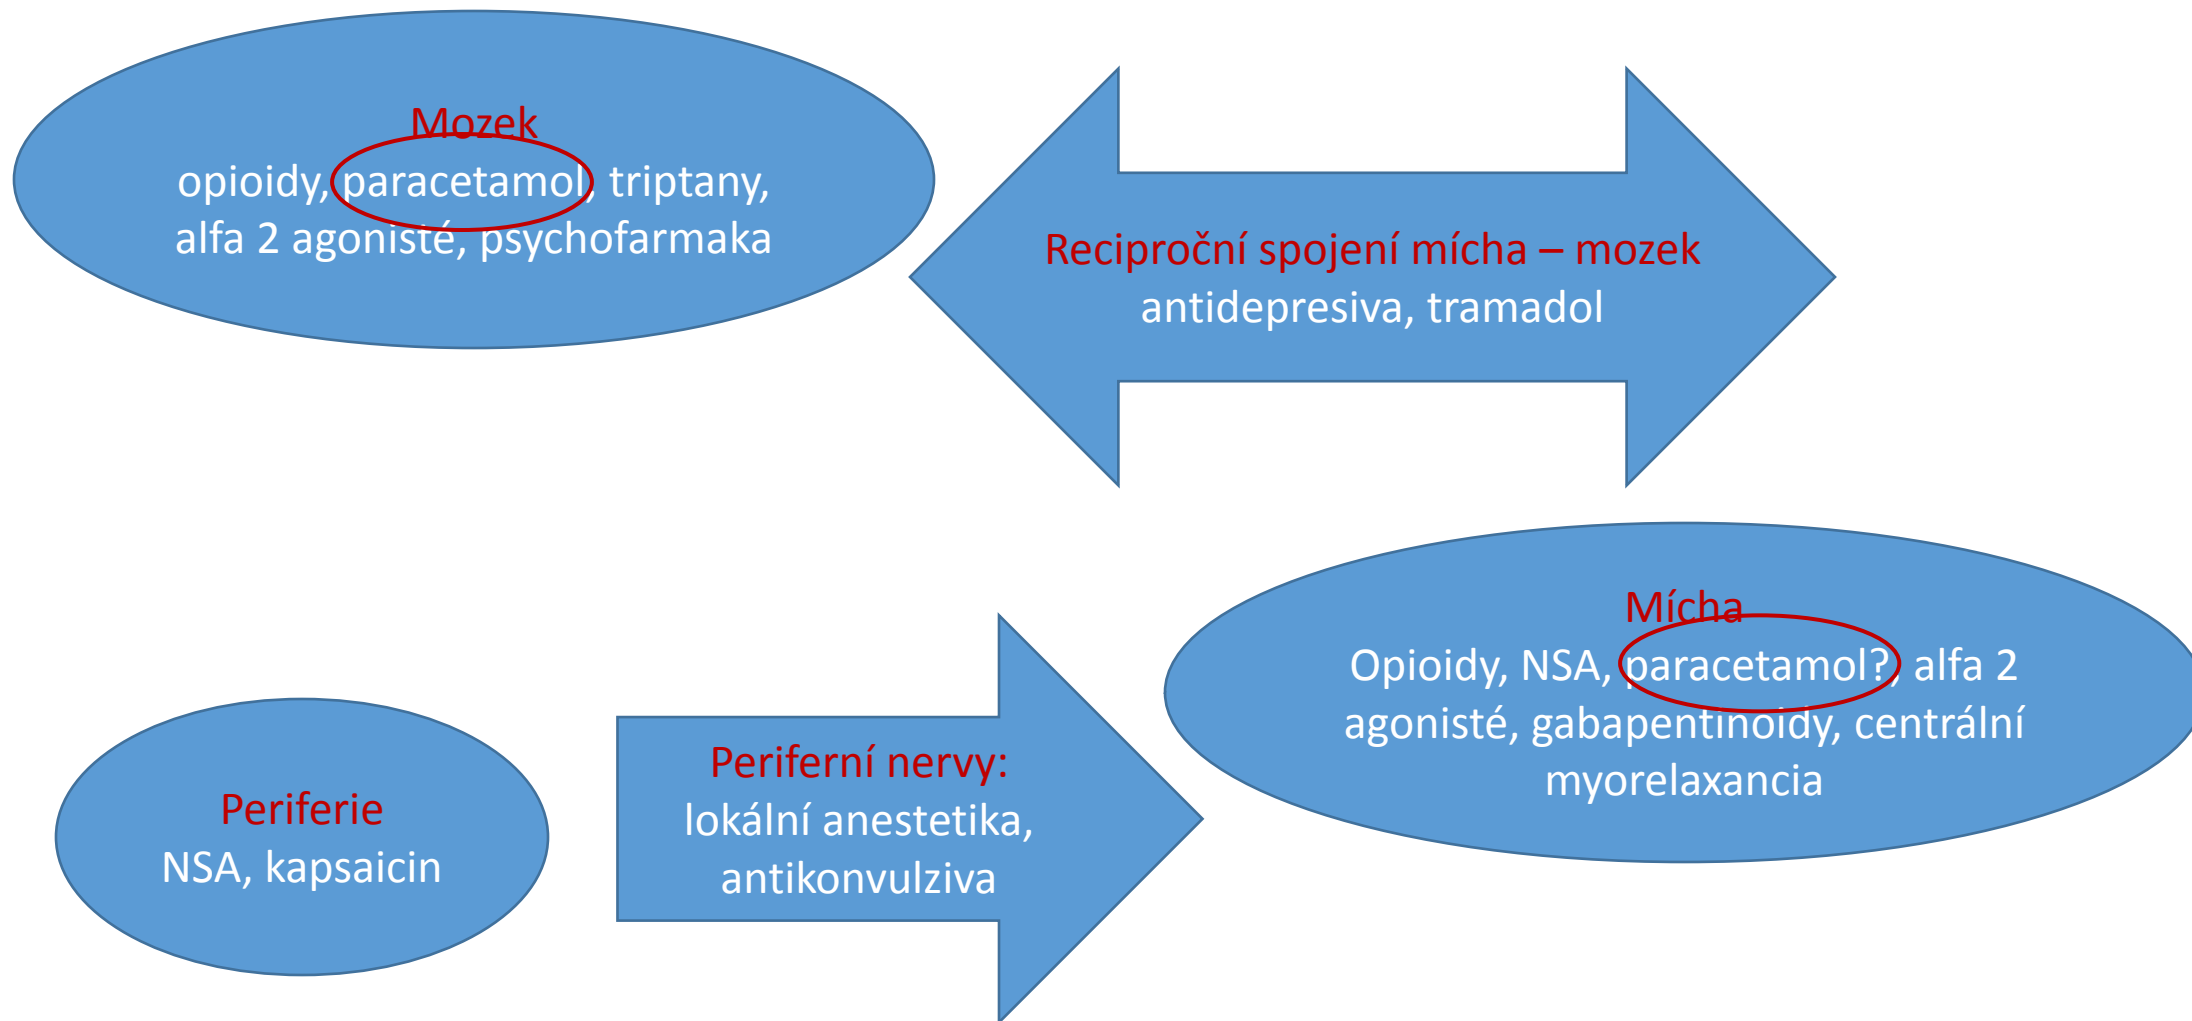 Mozek
opioidy, paracetamol, triptany,
alfa 2 agonisté, psychofarmaka
Reciproční spojení mícha – mozek
antidepresiva, tramadol
Mícha
Opioidy, NSA, paracetamol?, alfa 2
agonisté, gabapentinoidy, centrální
myorelaxancia
Periferní nervy:
lokální anestetika,
antikonvulziva
Periferie
NSA, kapsaicin